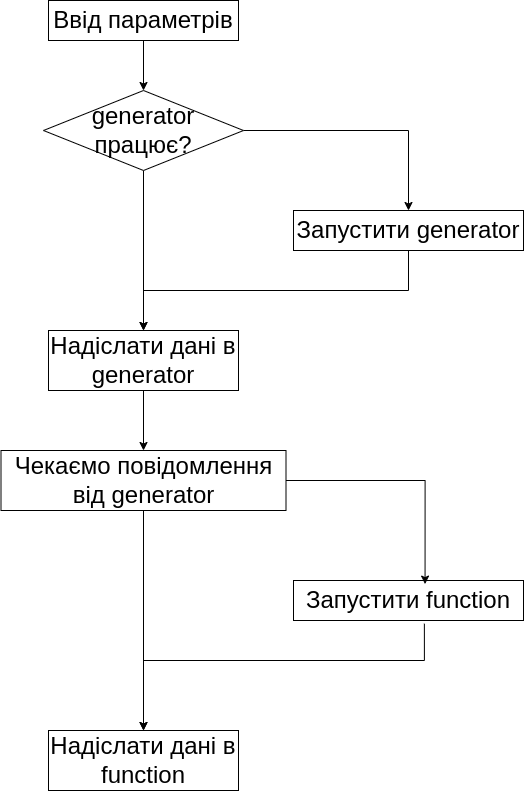 Ввід параметрів
generator
працює?
Запустити generator
Надіслати дані в
generator
Чекаємо повідомлення
від generator
Запустити function
Надіслати дані в
function